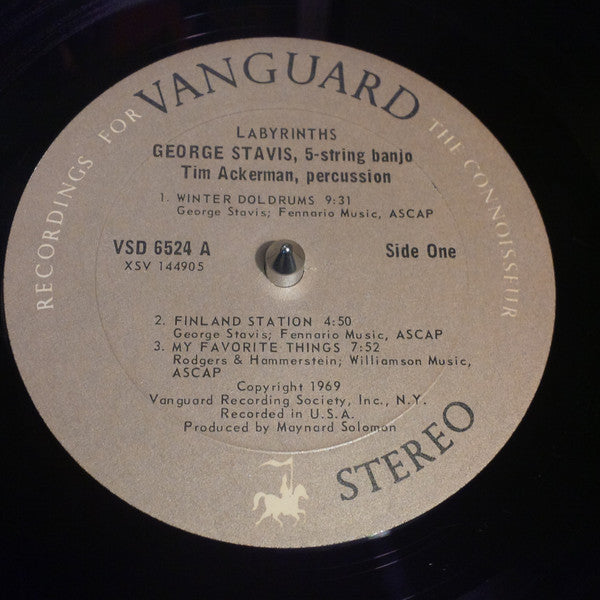 RECORDINGS FOR VANGUARD THE CONNOISSEUR
LABYRINTHS
GEORGE STAVIS, 5-string banjo
Tim Ackerman, percussion
1. WINTER DOLDRUMS 9:31
George Stavis; Fennario Music, ASCAP
VSD 6524 A
XSV 144905
Side One
2. FINLAND STATION 4:50
George Stavis; Fennario Music, ASCAP
3. MY FAVORITE THINGS 7:52
Rodgers & Hammerstein; Williamson Music,
ASCAP
Copyright 1969
Vanguard Recording Society, Inc., N.Y.
Recorded in U.S.A.
Produced by Maynard Solomon
STEREO